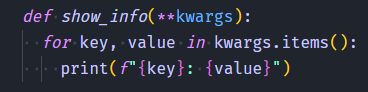 def show_info(**kwargs):
  for key, value in kwargs.items():
    print(f"{key}: {value}")